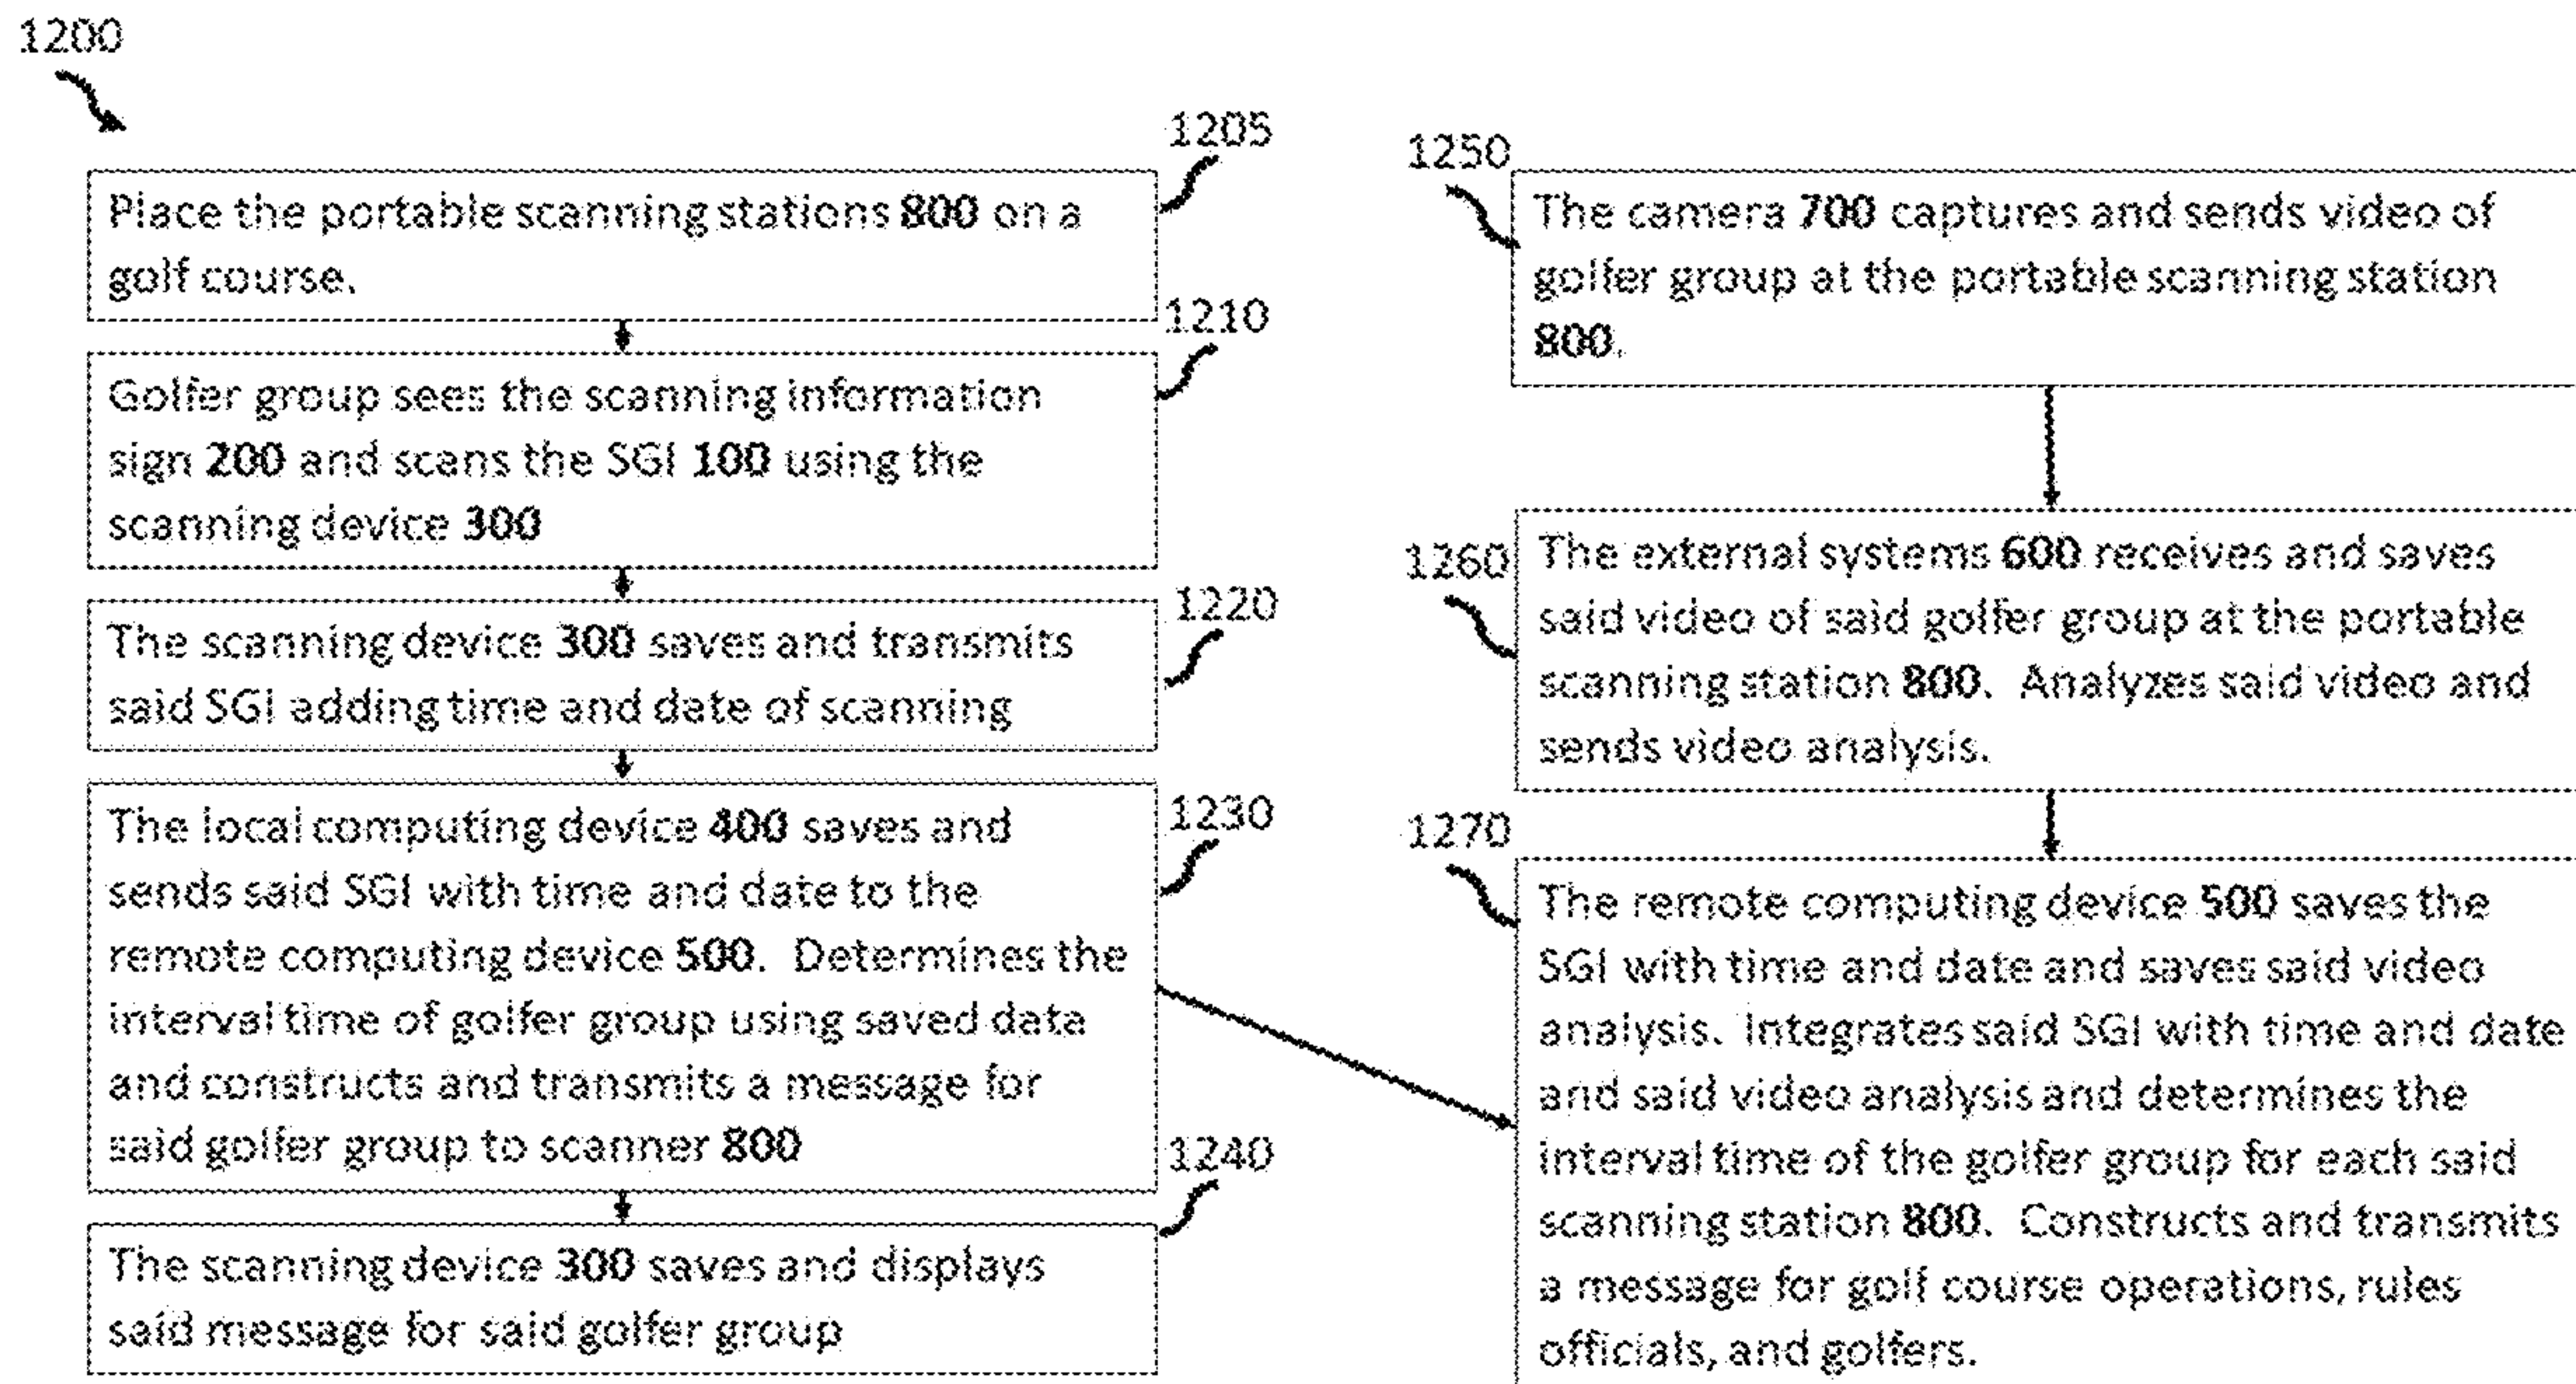 1200
1205
Place the portable scanning stations 800 on a
golf course.
1210
Golfer group sees the scanning information
sign 200 and scans the SGI 100 using the
scanning device 300
1220
The scanning device 300 saves and transmits
said SGI adding time and date of scanning
1230
The local computing device 400 saves and
sends said SGI with time and date to the
remote computing device 500. Determines the
interval time of golfer group using saved data
and constructs and transmits a message for
said golfer group to scanner 800
1240
The scanning device 300 saves and displays
said message for said golfer group
1250
The camera 700 captures and sends video of
golfer group at the portable scanning station
800.
1260
The external systems 600 receives and saves
said video of said golfer group at the portable
scanning station 800. Analyzes said video and
sends video analysis.
1270
The remote computing device 500 saves the
SGI with time and date and saves said video
analysis. Integrates said SGI with time and date
and said video analysis and determines the
interval time of the golfer group for each said
scanning station 800. Constructs and transmits
a message for golf course operations, rules
officials, and golfers.